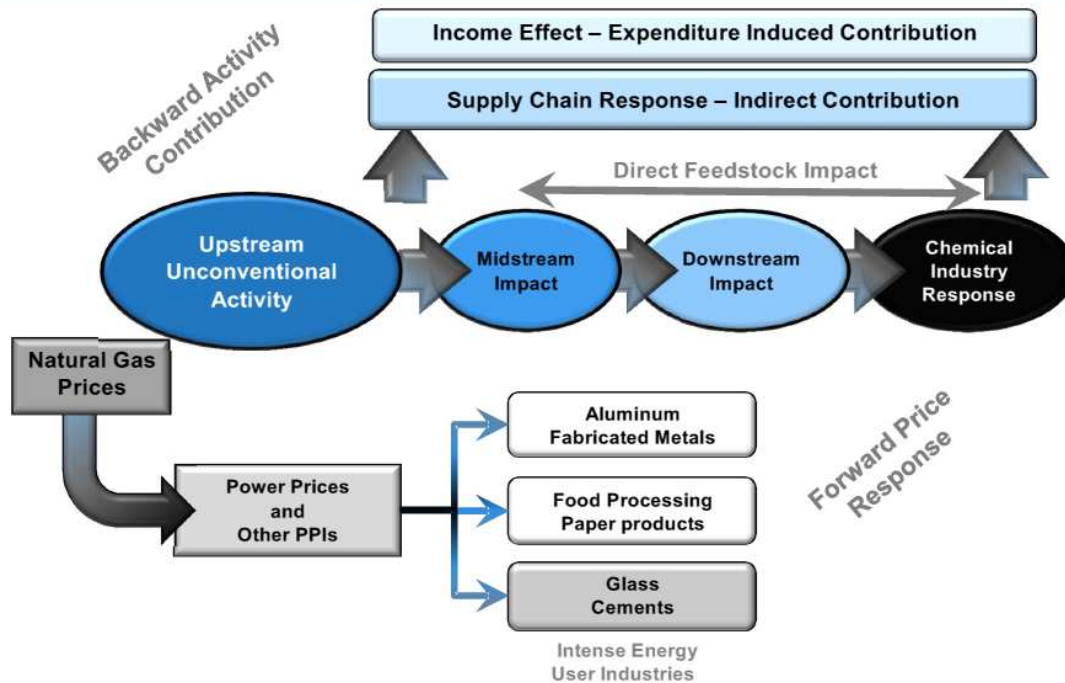 Income Effect – Expenditure Induced Contribution
Backward Activity
Contribution
Supply Chain Response – Indirect Contribution
Direct Feedstock Impact
Upstream
Unconventional
Activity
Midstream
Impact
Downstream
Impact
Chemical
Industry
Response
Natural Gas
Prices
Aluminum
Fabricated Metals
Forward Price
Response
Power Prices
and
Other PPIs
Food Processing
Paper products
Glass
Cements
Intense Energy
User Industries